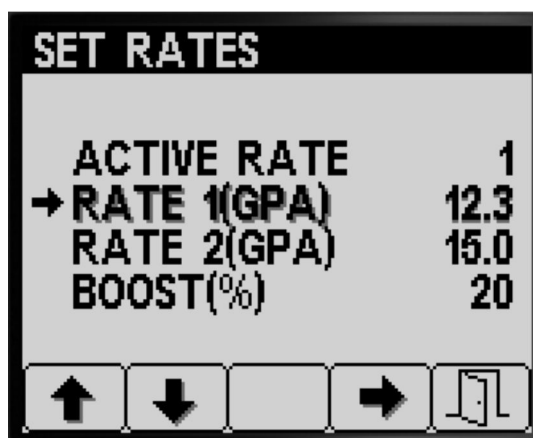 SET RATES
ACTIVE RATE 1
RATE 1(GPA) 12.3
RATE 2(GPA) 15.0
BOOST(%) 20